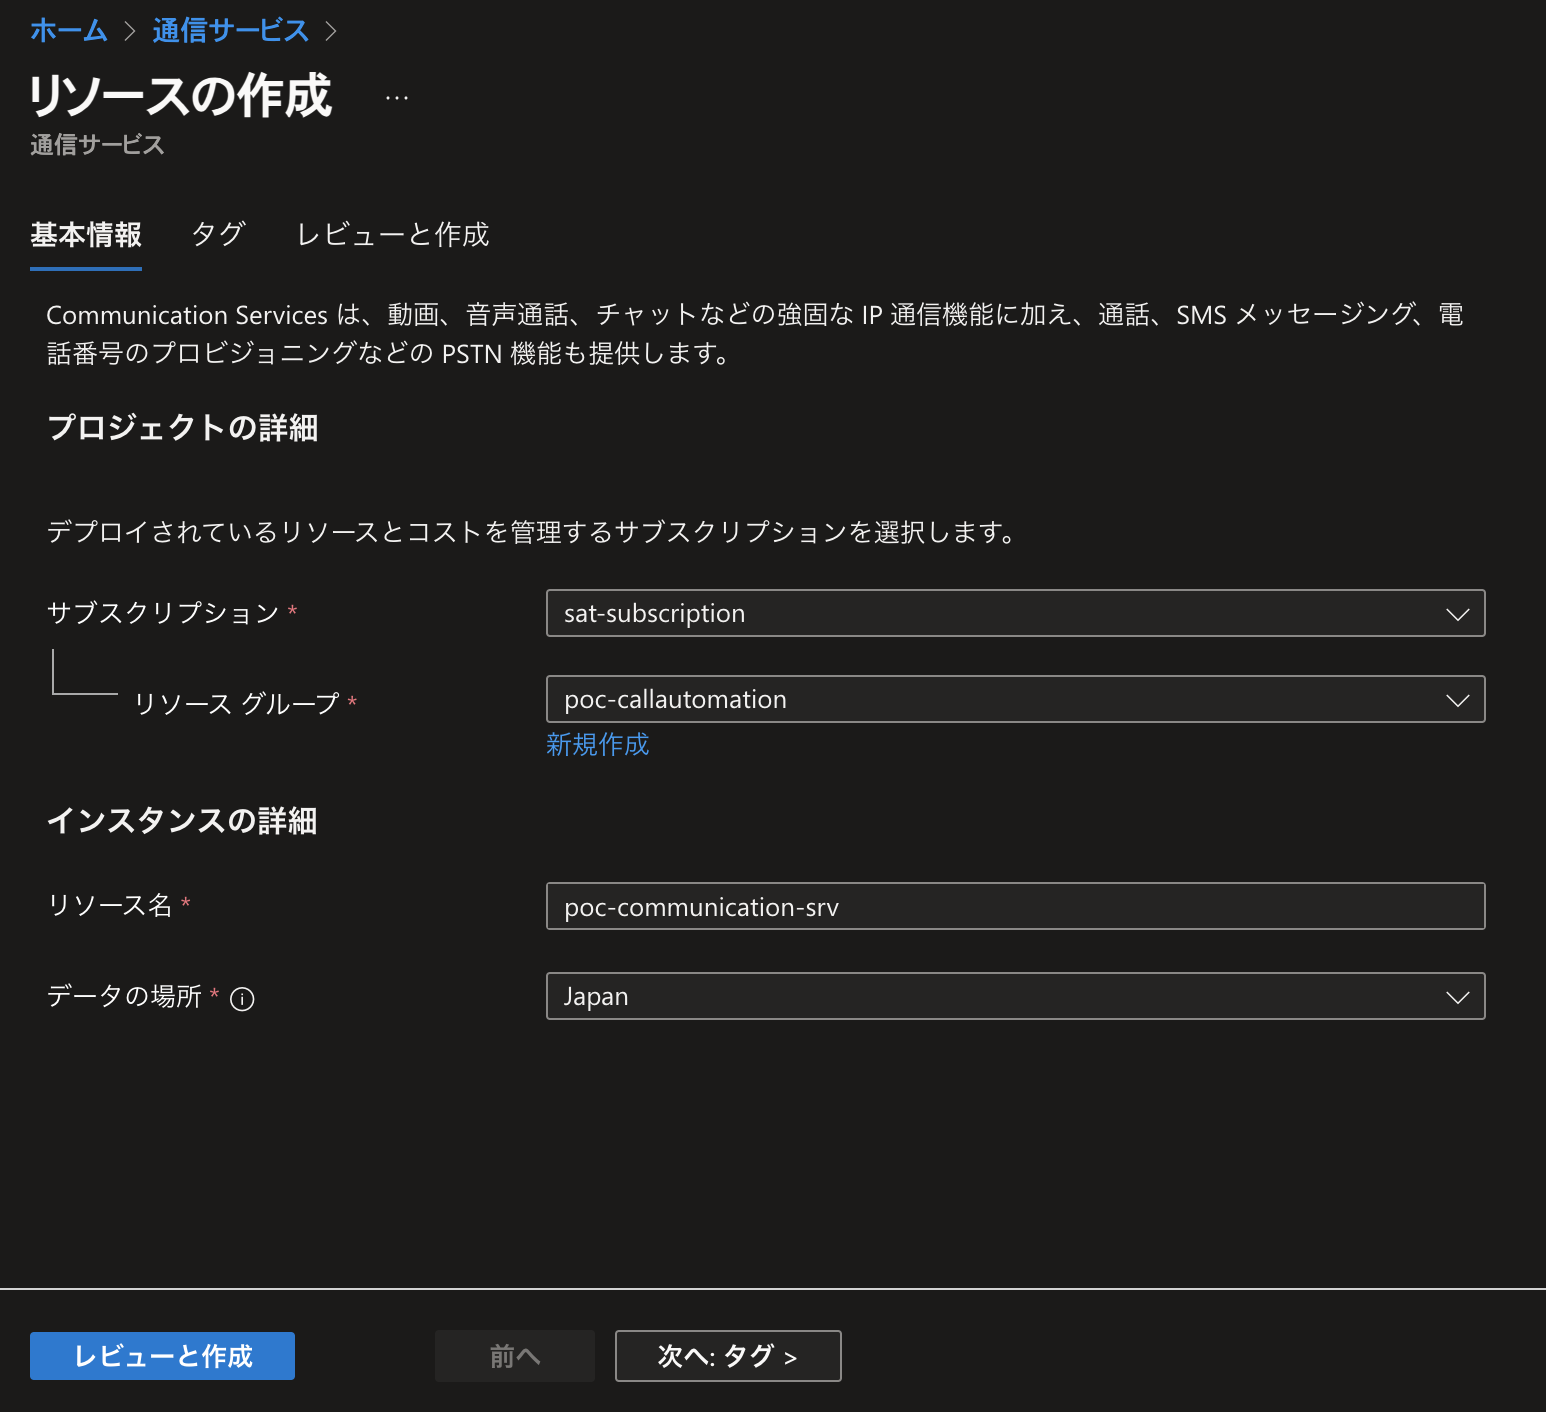 ホーム > 通信サービス >
リソースの作成 …
通信サービス
基本情報 タグ レビューと作成
Communication Services は、動画、音声通話、チャットなどの強固な IP 通信機能に加え、通話、SMS メッセージング、電
話番号のプロビジョニングなどの PSTN 機能も提供します。
プロジェクトの詳細
デプロイされているリソースとコストを管理するサブスクリプションを選択します。
サブスクリプション * sat-subscription
リソース グループ * poc-callautomation
新規作成
インスタンスの詳細
リソース名 * poc-communication-srv
データの場所 * Japan
レビューと作成 前へ 次へ: タグ >